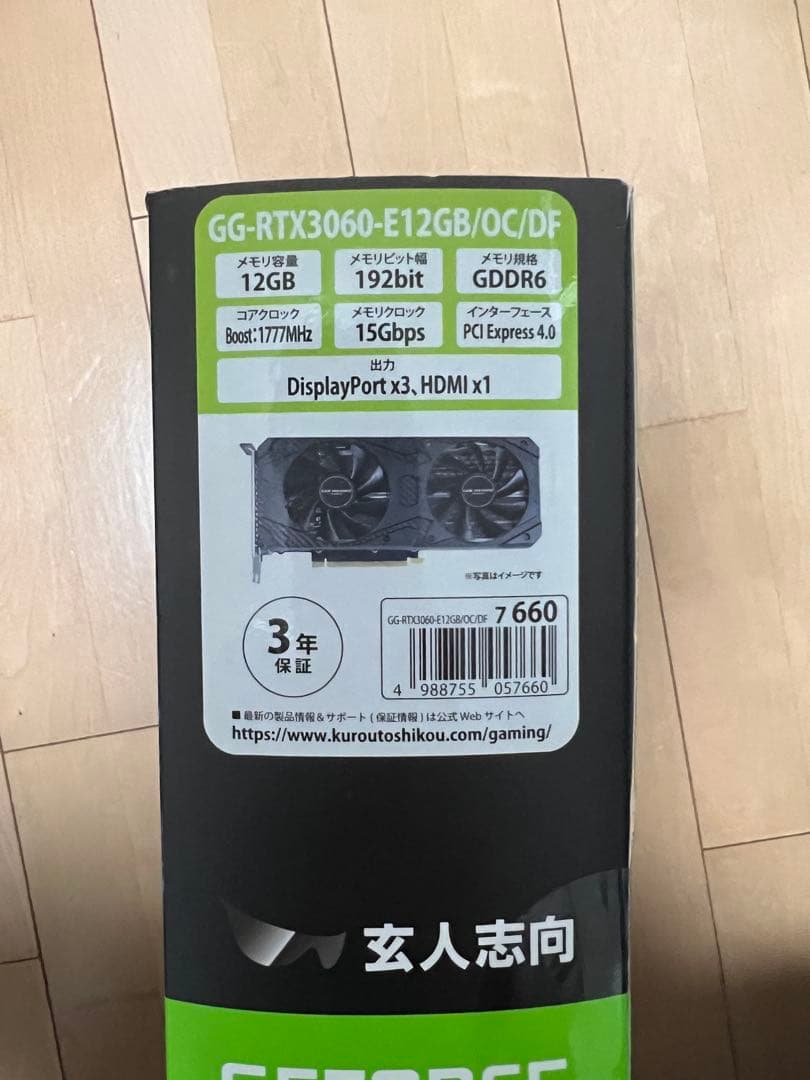 GG-RTX3060-E12GB/OC/DF
メモリ容量
12GB
メモリビット幅
192bit
メモリ規格
GDDR6
コアクロック
Boost:1777MHz
メモリクロック
15Gbps
インターフェース
PCI Express 4.0
出力
DisplayPort x3、HDMI x1
※写真はイメージです
3年
保証
GG-RTX3060-E12GB/OC/DF 7 660
4 988755 057660
■ 最新の製品情報&サポート(保証情報)は公式 Web サイトへ
https://www.kuroutoshikou.com/gaming/
玄人志向
GEFORCE